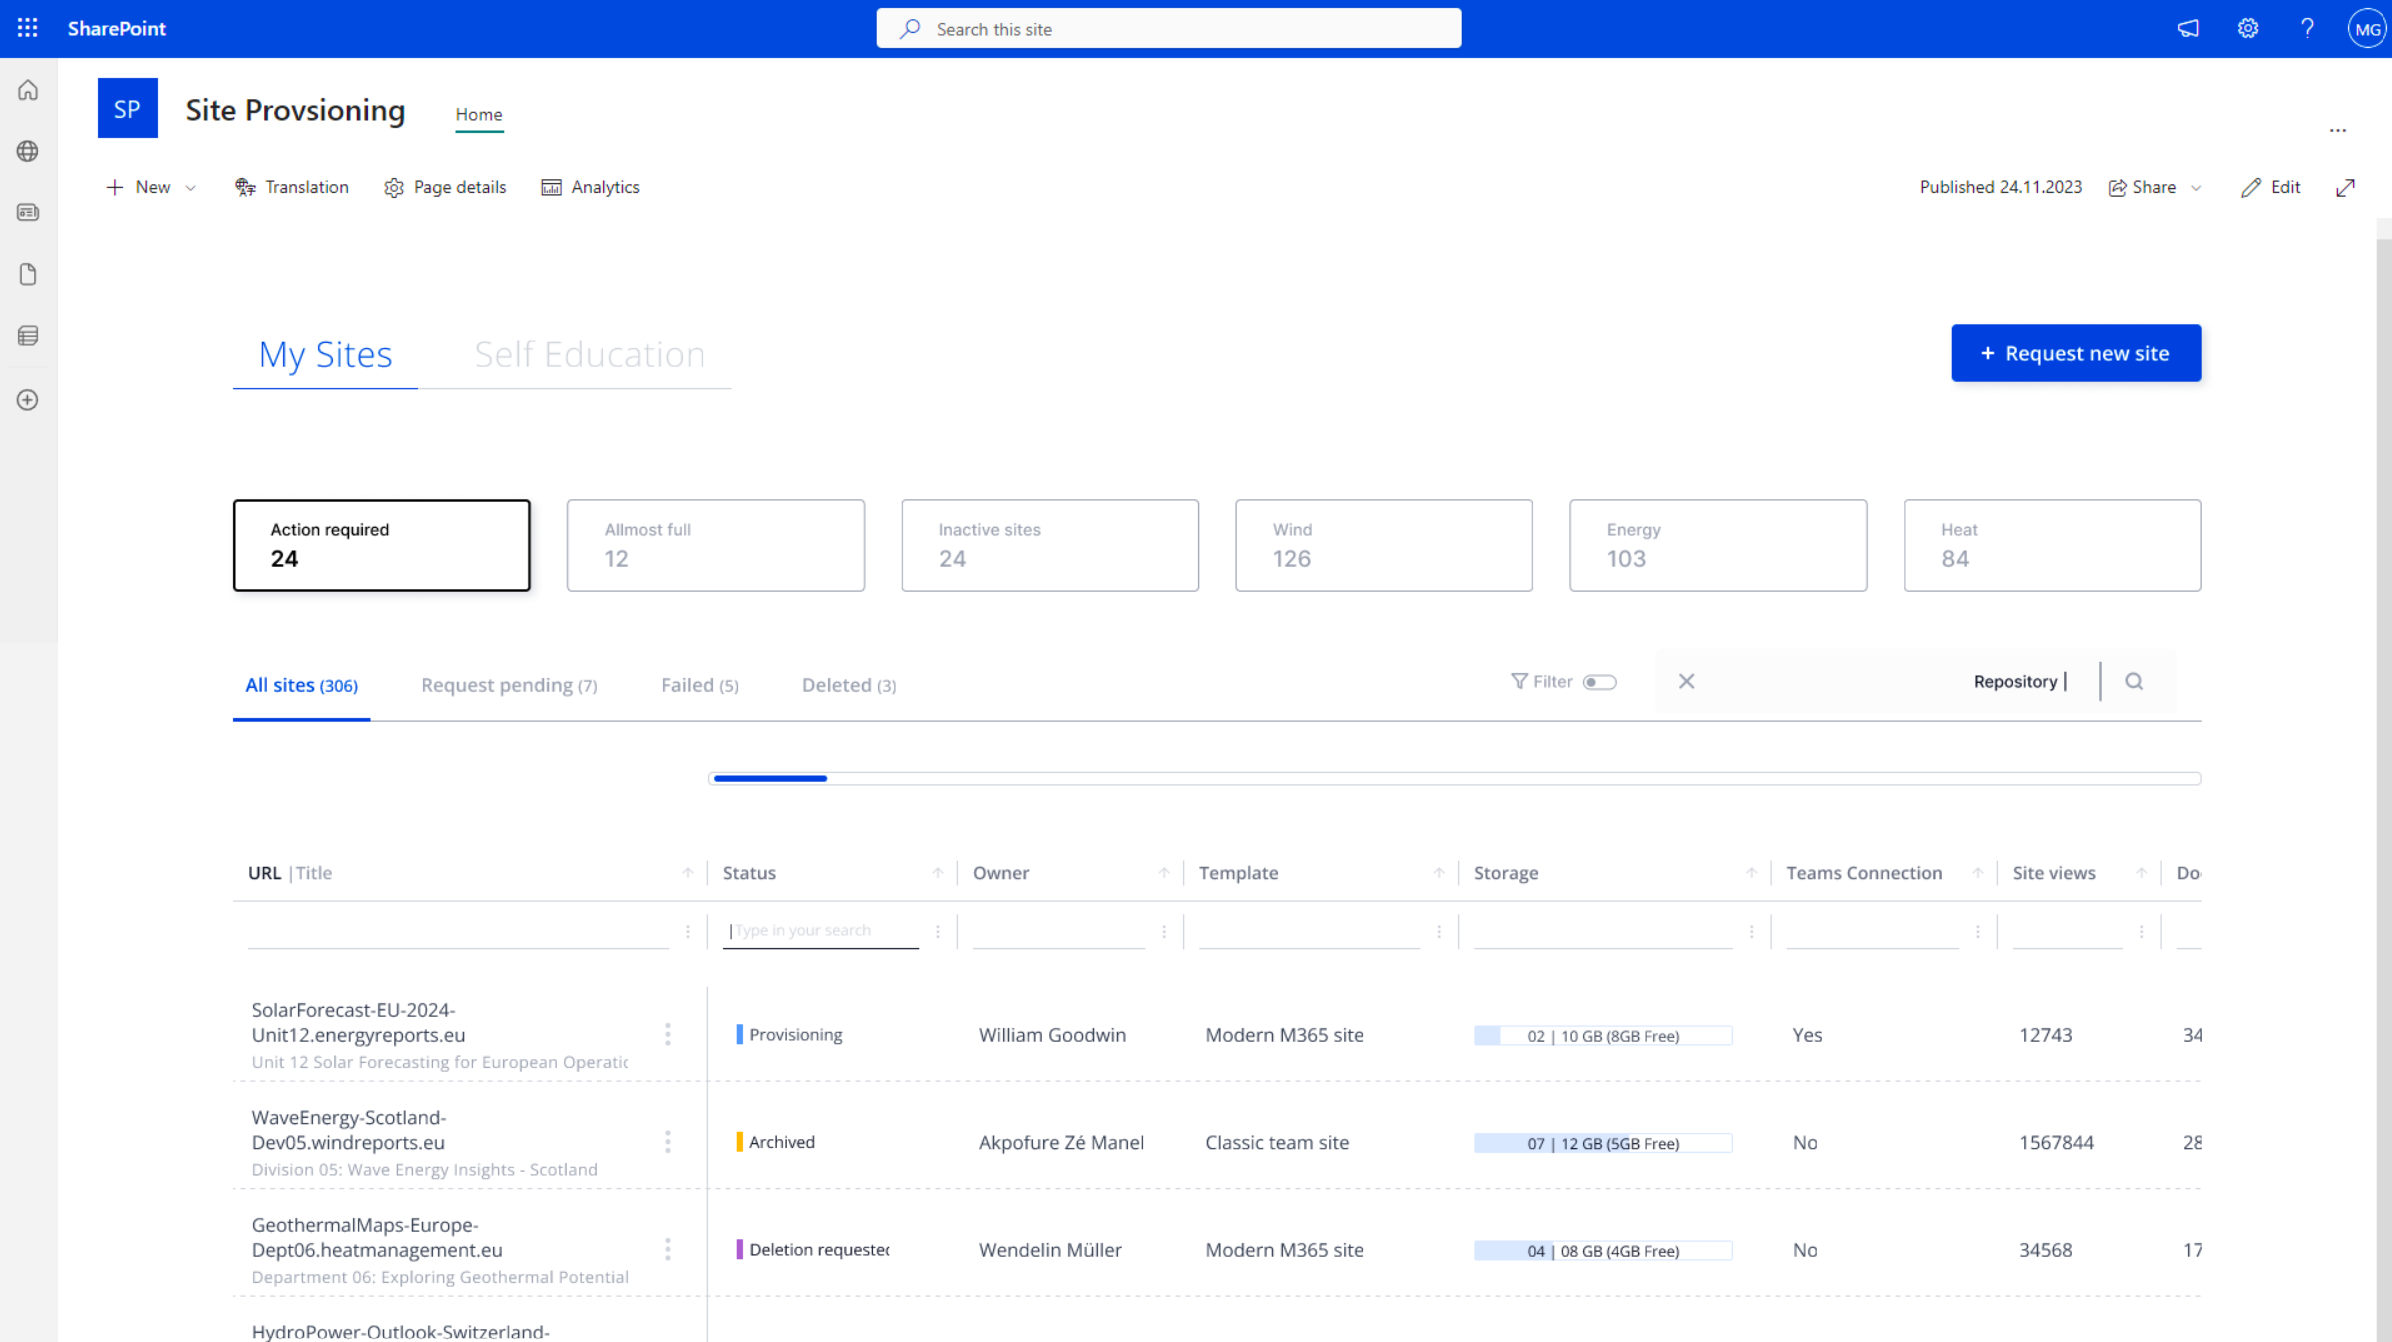 SharePoint
Search this site
MG
SP
Site Provsioning
Home
New
Translation
Page details
Analytics
Published 24.11.2023
Share
Edit
My Sites
Self Education
+ Request new site
Action required
24
Allmost full
12
Inactive sites
24
Wind
126
Energy
103
Heat
84
All sites (306)
Request pending (7)
Failed (5)
Deleted (3)
Filter
Repository
URL | Title
Status
Owner
Template
Storage
Teams Connection
Site views
Type in your search
SolarForecast-EU-2024-
Unit12.energyreports.eu
Unit 12 Solar Forecasting for European Operatic
Provisioning
William Goodwin
Modern M365 site
02 | 10 GB (8GB Free)
Yes
12743
34
WaveEnergy-Scotland-
Dev05.windreports.eu
Division 05: Wave Energy Insights - Scotland
Archived
Akpofure Zé Manel
Classic team site
07 | 12 GB (5GB Free)
No
1567844
28
GeothermalMaps-Europe-
Dept06.heatmanagement.eu
Department 06: Exploring Geothermal Potential
Deletion requested
Wendelin Müller
Modern M365 site
04 | 08 GB (4GB Free)
No
34568
17
HydroPower-Outlook-Switzerland-